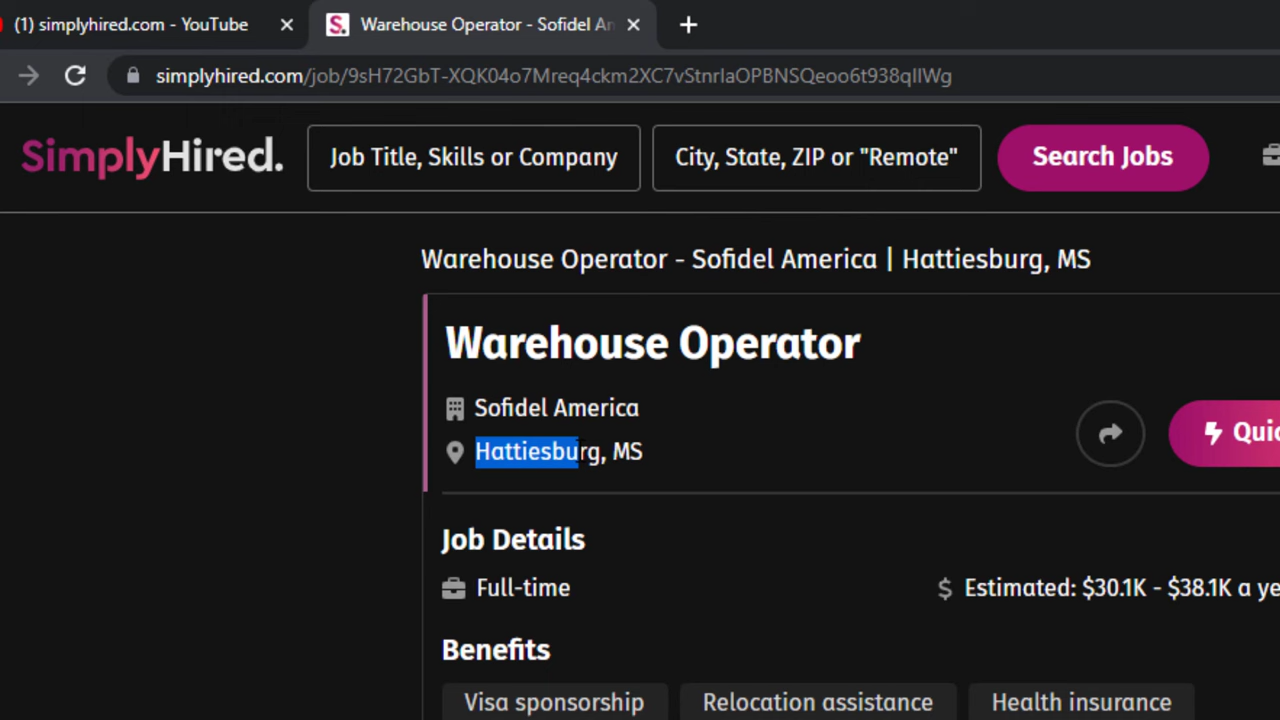 (1) simplyhired.com - YouTube
Warehouse Operator - Sofidel Am
simplyhired.com/job/9sH72GbT-XQK04o7Mreq4ckm2XC7vStnrlaOPBNSQeoo6t938qIlWg
SimplyHired.
Job Title, Skills or Company
City, State, ZIP or "Remote"
Search Jobs
Warehouse Operator - Sofidel America | Hattiesburg, MS
Warehouse Operator
Sofidel America
Hattiesburg, MS
Quic
Job Details
Full-time
$ Estimated: $30.1K - $38.1K a ye
Benefits
Visa sponsorship
Relocation assistance
Health insurance